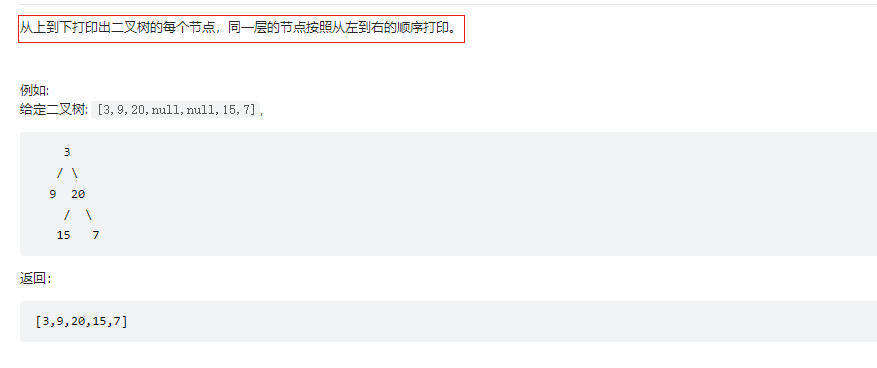 从上到下打印出二叉树的每个节点，同一层的节点按照从左到右的顺序打印。
例如:
给定二叉树: [3,9,20,null,null,15,7],
3
/ \
9  20
/  \
15   7
返回：
[3,9,20,15,7]